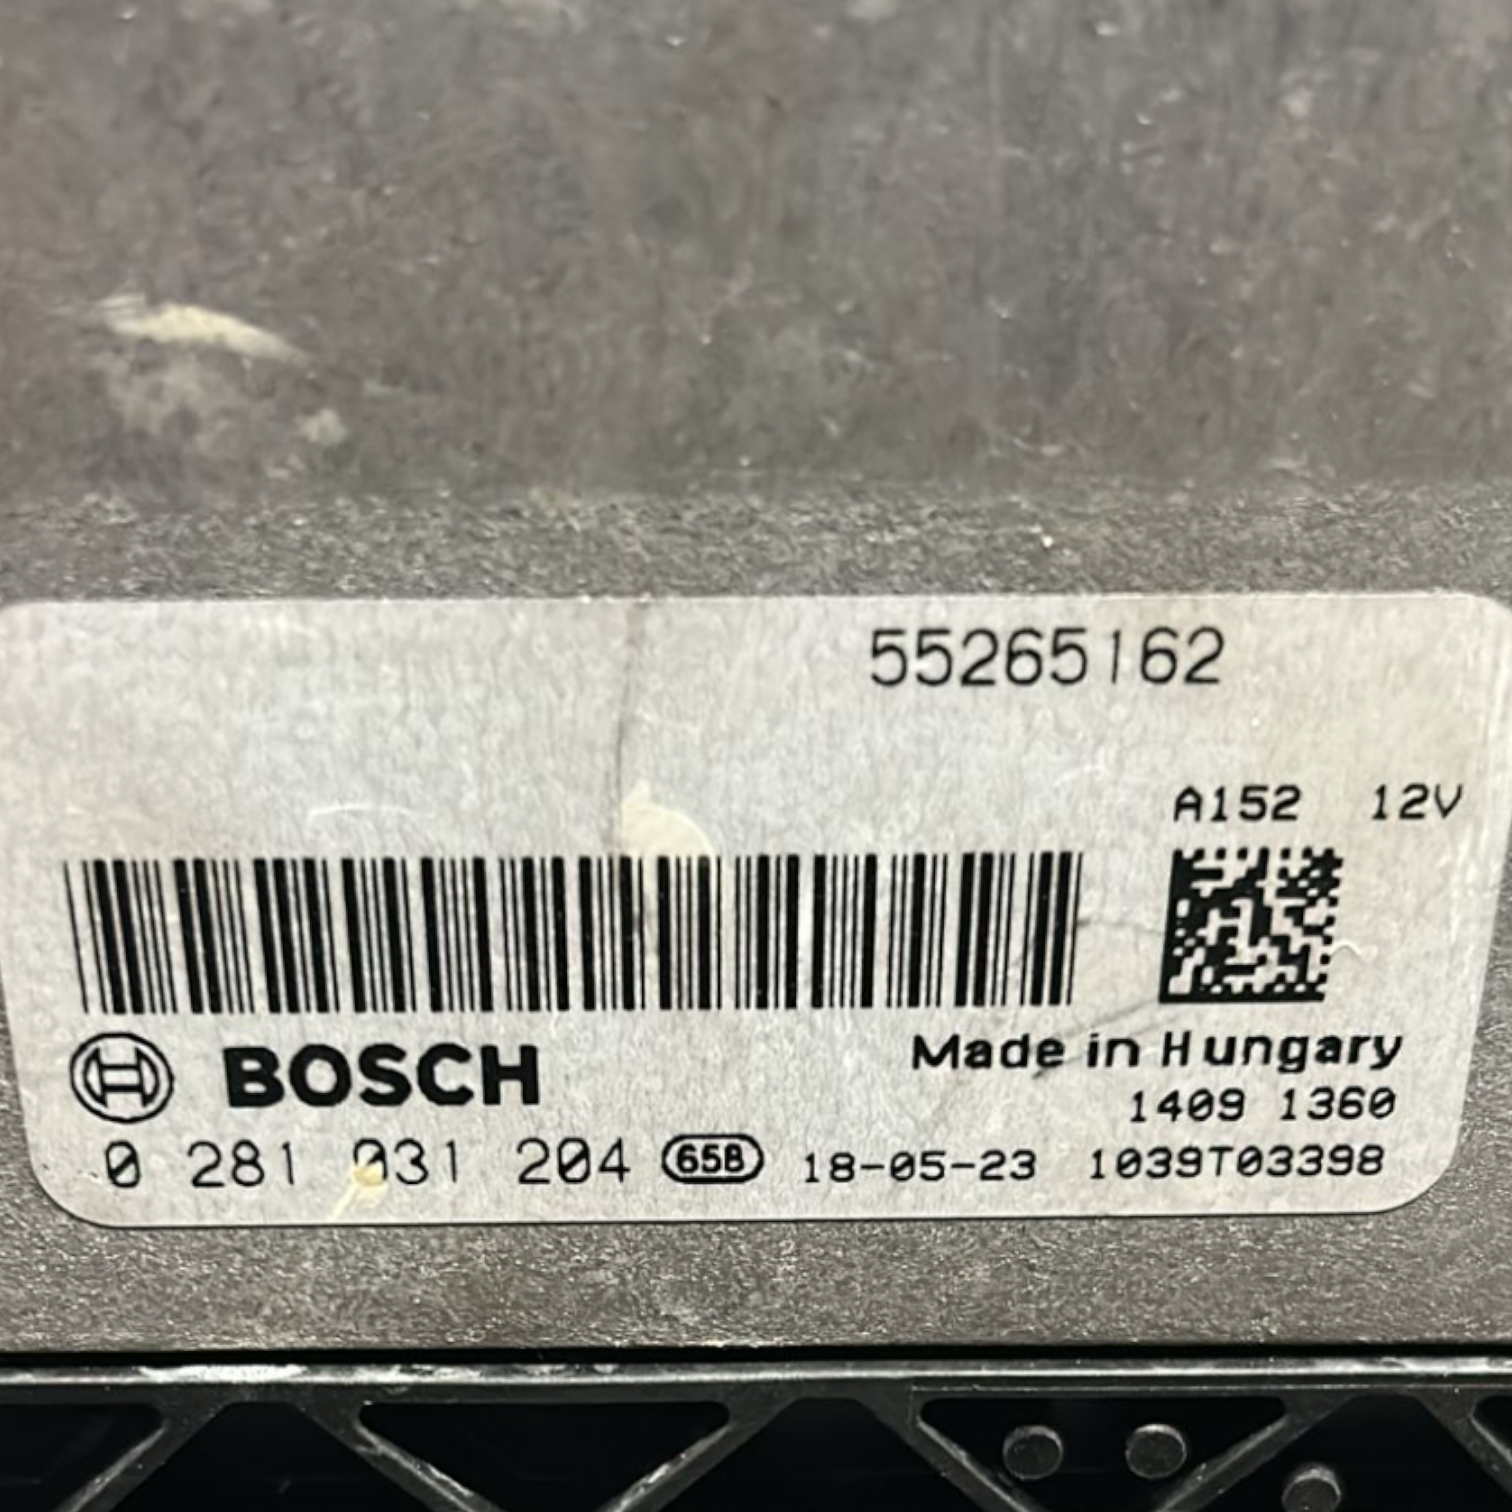 55265162
A152 12V
BOSCH
Made in Hungary
1409 1360
0 281 031 204 65B 18-05-23 1039T03398